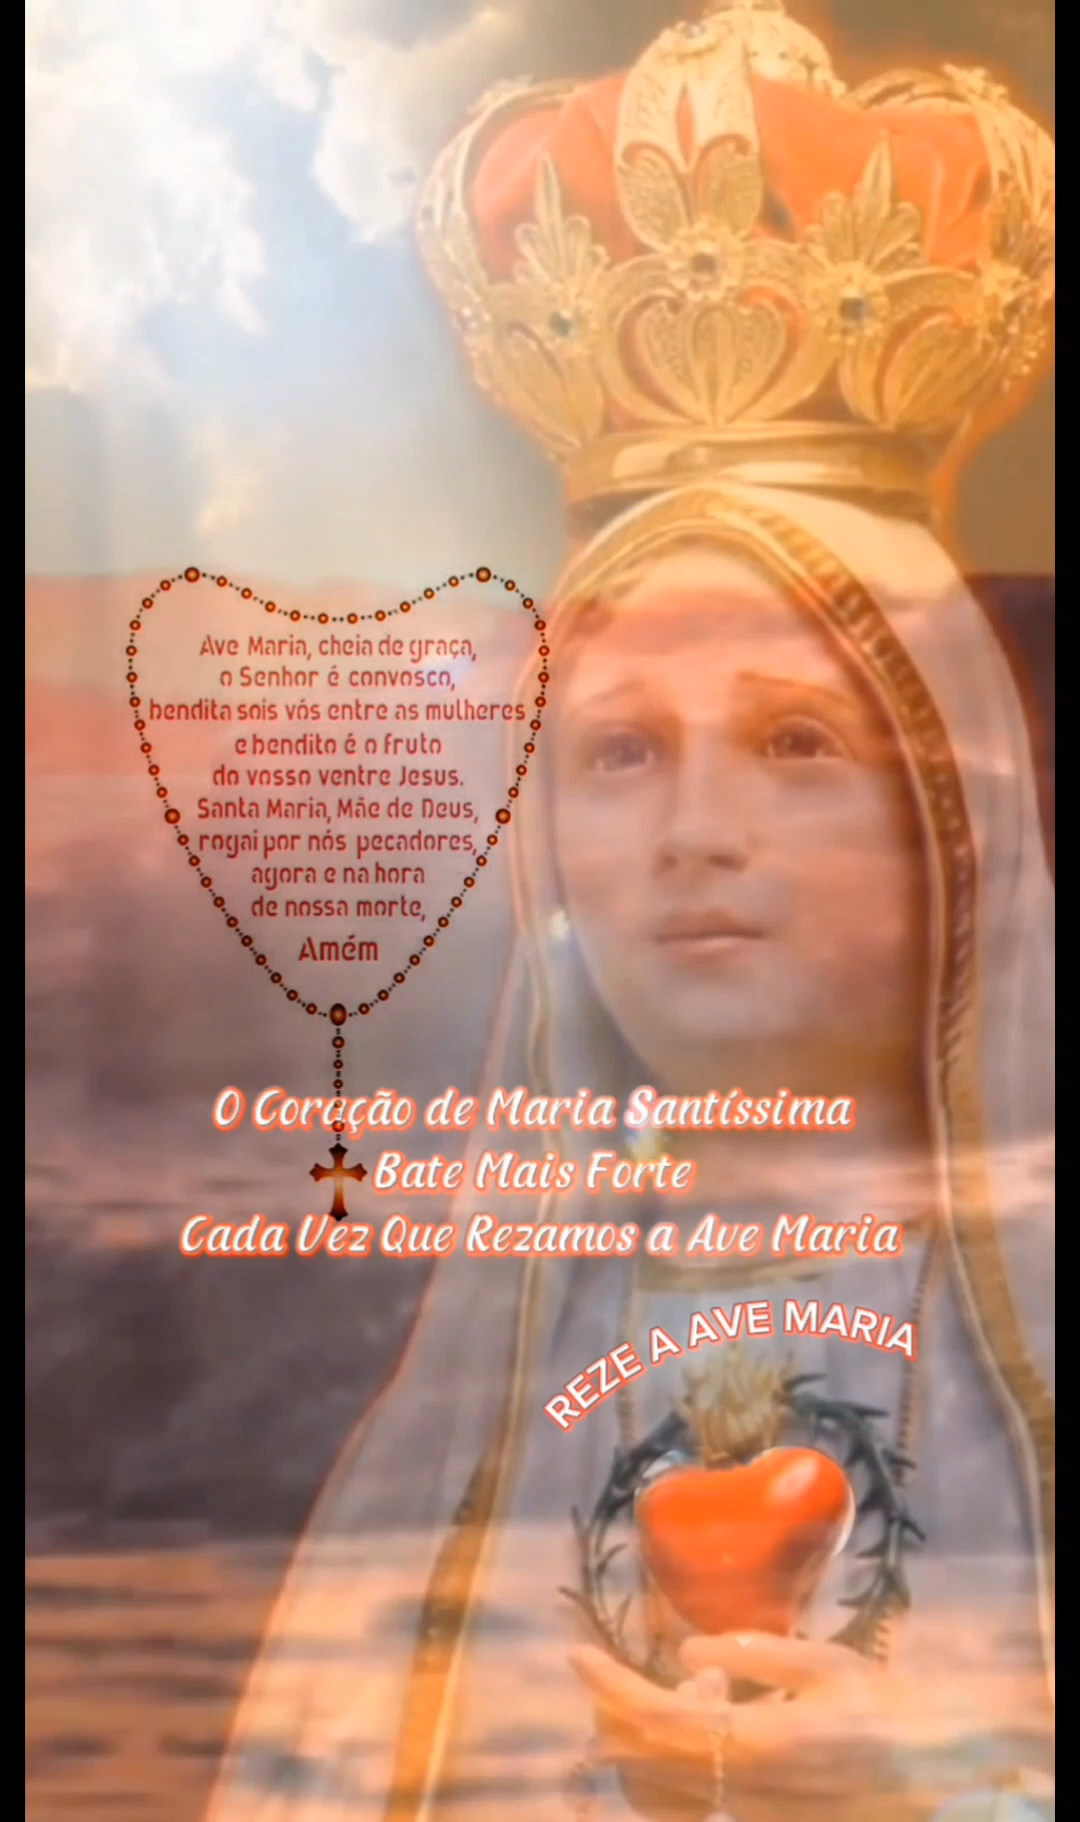 Ave Maria, cheia de graça,
o Senhor é convosco,
bendita sois vós entre as mulheres
e bendito é o fruto
do vosso ventre Jesus.
Santa Maria, Mãe de Deus,
rogai por nós pecadores,
agora e na hora
de nossa morte,
Amém
O Coração de Maria Santíssima
Bate Mais Forte
Cada Vez Que Rezamos a Ave Maria
REZE A AVE MARIA